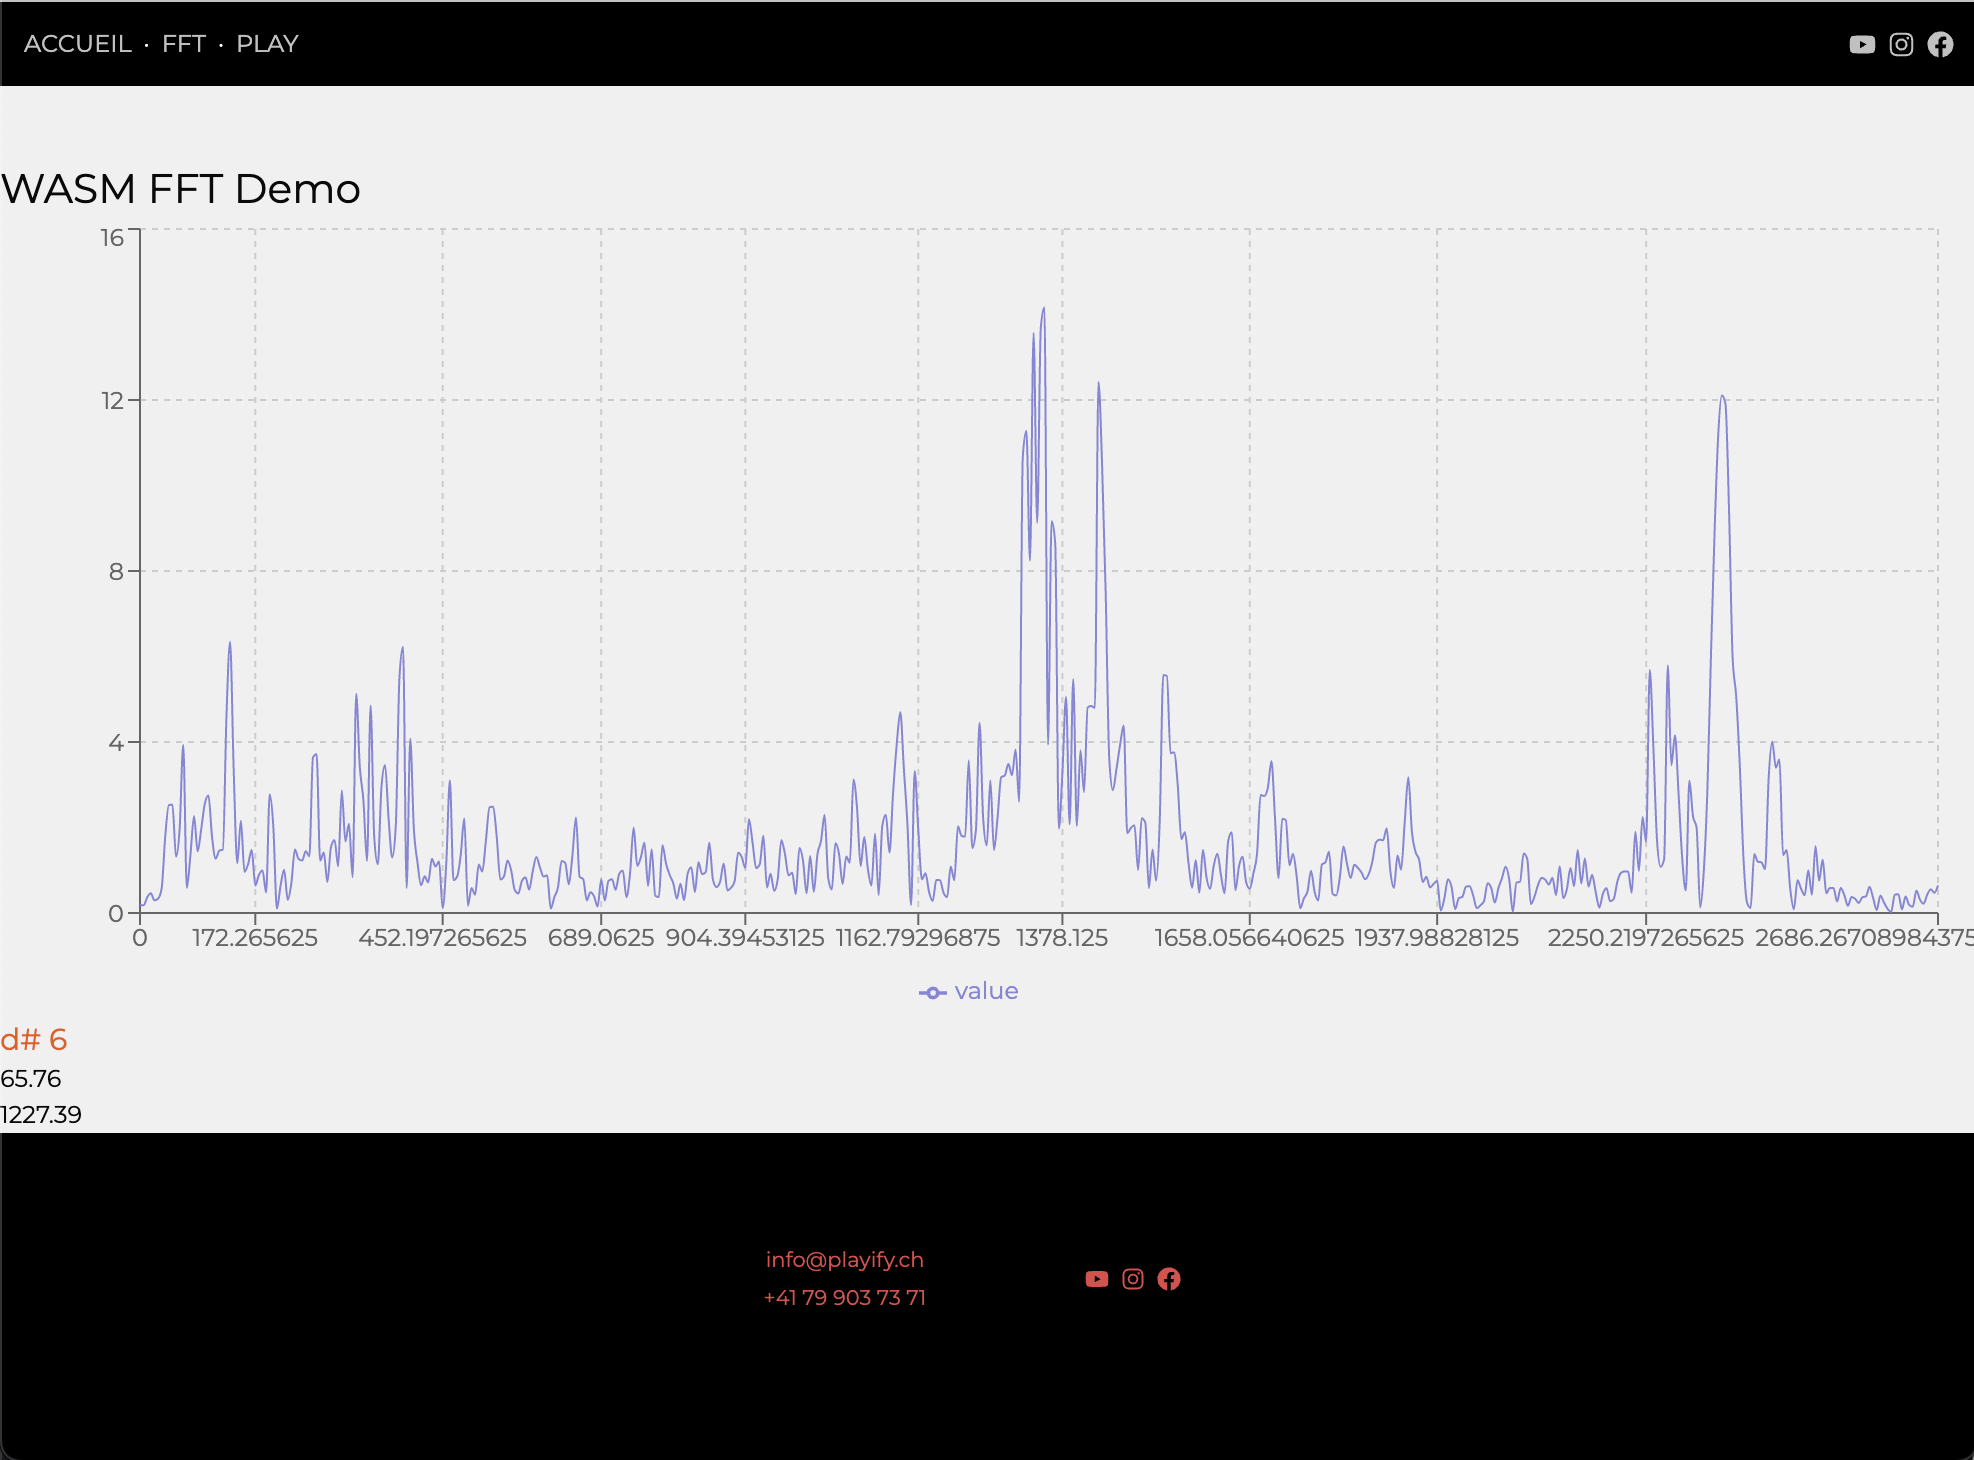 ACCUEIL · FFT · PLAY
WASM FFT Demo
16
12
8
4
0
0 172.265625 452.197265625 689.0625 904.39453125 1162.79296875 1378.125 1658.056640625 1937.98828125 2250.2197265625 2686.26708984375
value
d# 6
65.76
1227.39
info@playify.ch
+41 79 903 73 71